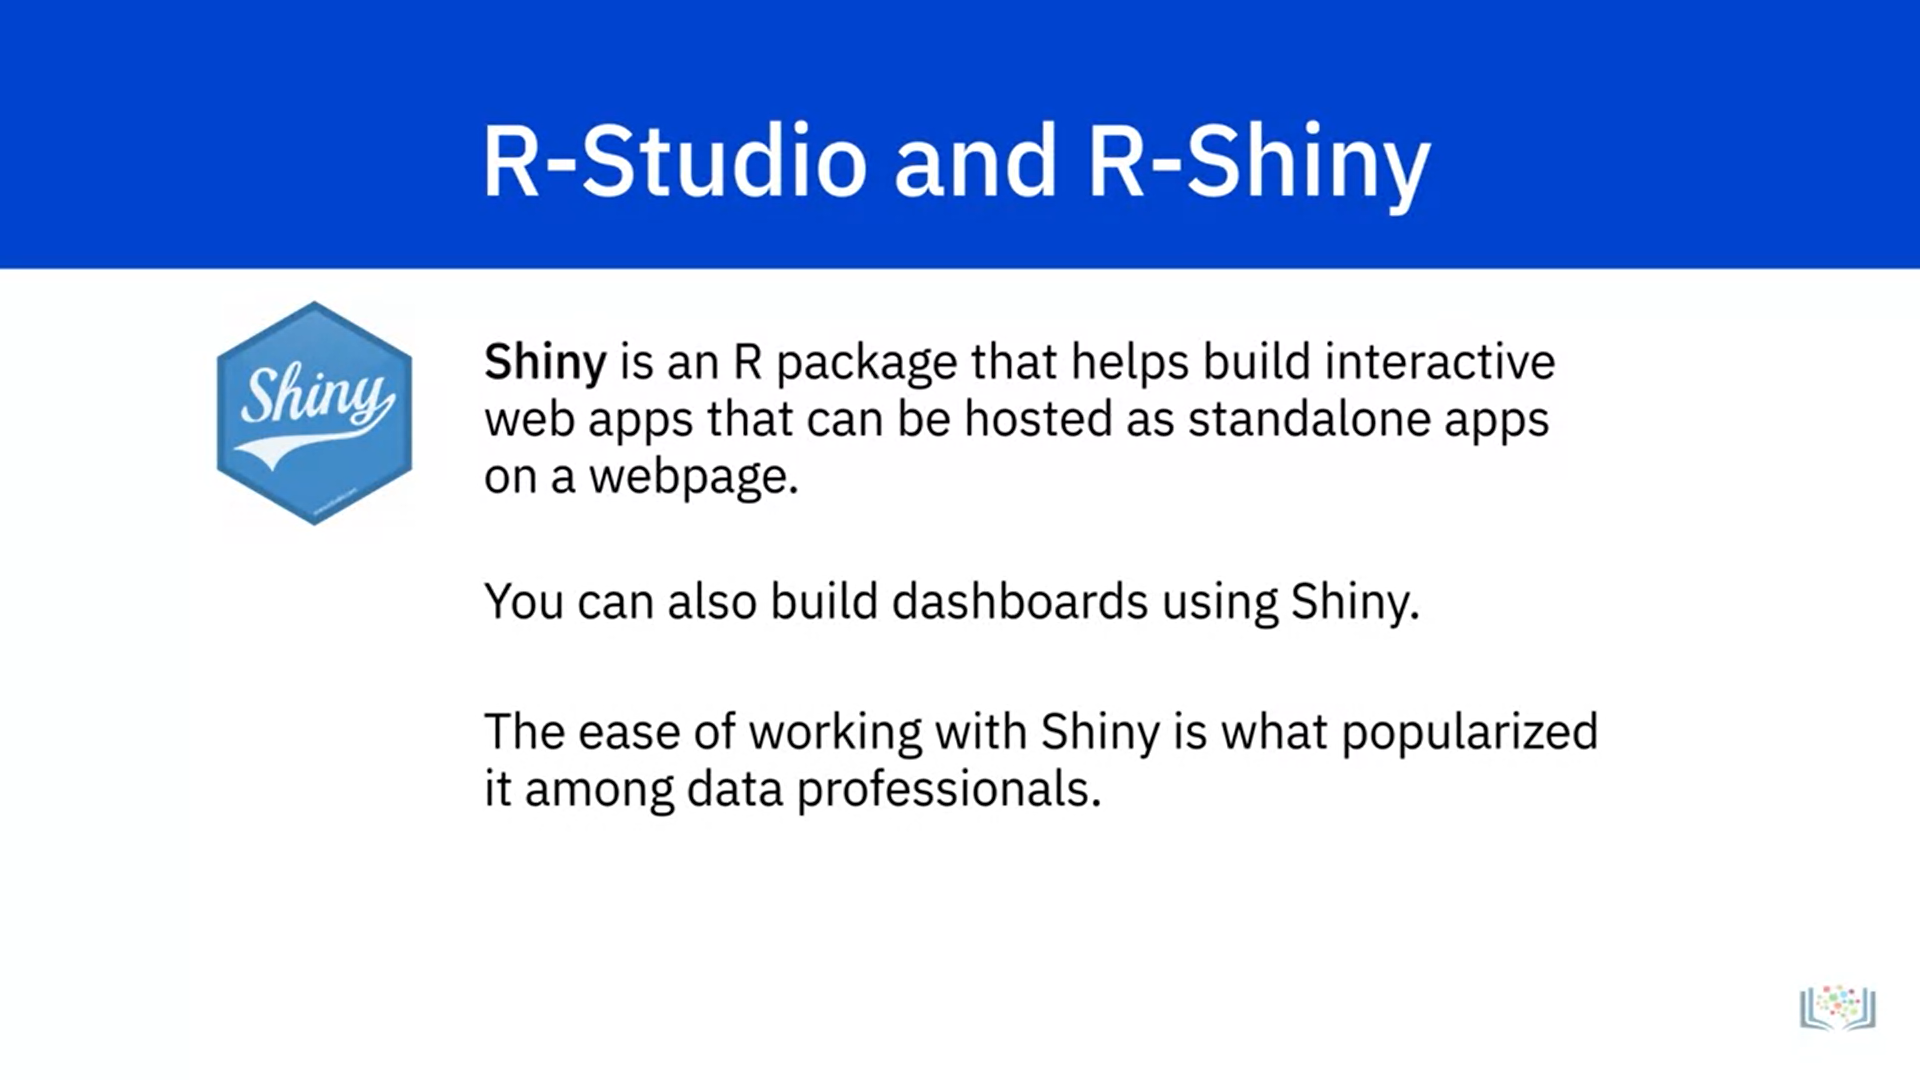 R-Studio and R-Shiny
Shiny
Shiny is an R package that helps build interactive
web apps that can be hosted as standalone apps
on a webpage.
You can also build dashboards using Shiny.
The ease of working with Shiny is what popularized
it among data professionals.